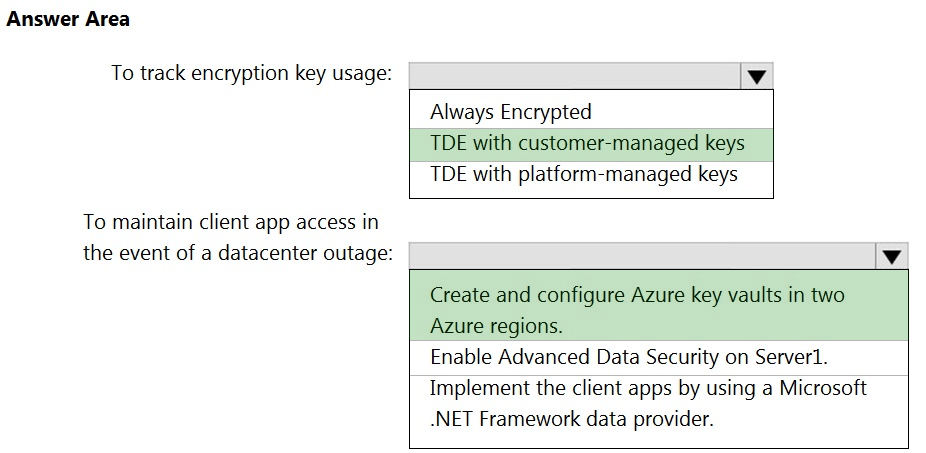 Answer Area
To track encryption key usage:
Always Encrypted
TDE with customer-managed keys
TDE with platform-managed keys
To maintain client app access in
the event of a datacenter outage:
Create and configure Azure key vaults in two
Azure regions.
Enable Advanced Data Security on Server1.
Implement the client apps by using a Microsoft
.NET Framework data provider.